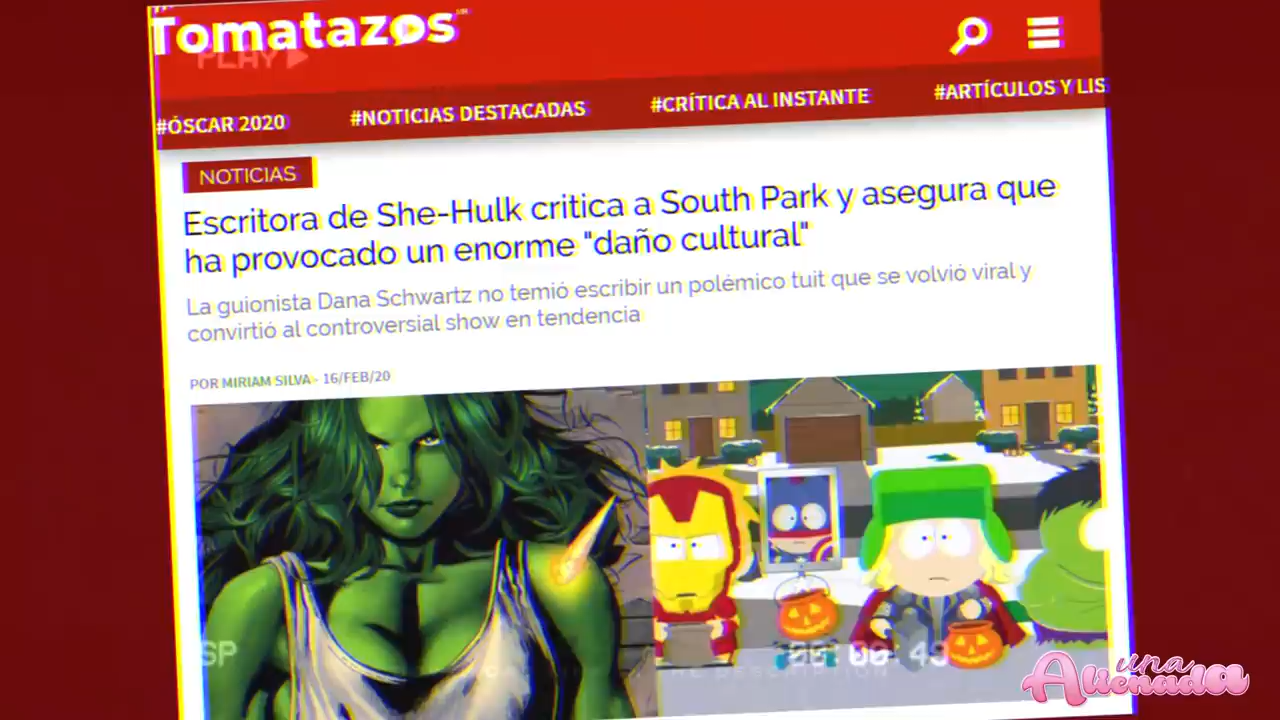 Tomatazos
PLAY
#ÓSCAR 2020 #NOTICIAS DESTACADAS #CRÍTICA AL INSTANTE #ARTÍCULOS Y LIS
NOTICIAS
Escritora de She-Hulk critica a South Park y asegura que
ha provocado un enorme "daño cultural"
La guionista Dana Schwartz no temió escribir un polémico tuit que se volvió viral y
convirtió al controversial show en tendencia
POR MIRIAM SILVA - 16/FEB/20
SP
una
Alienada